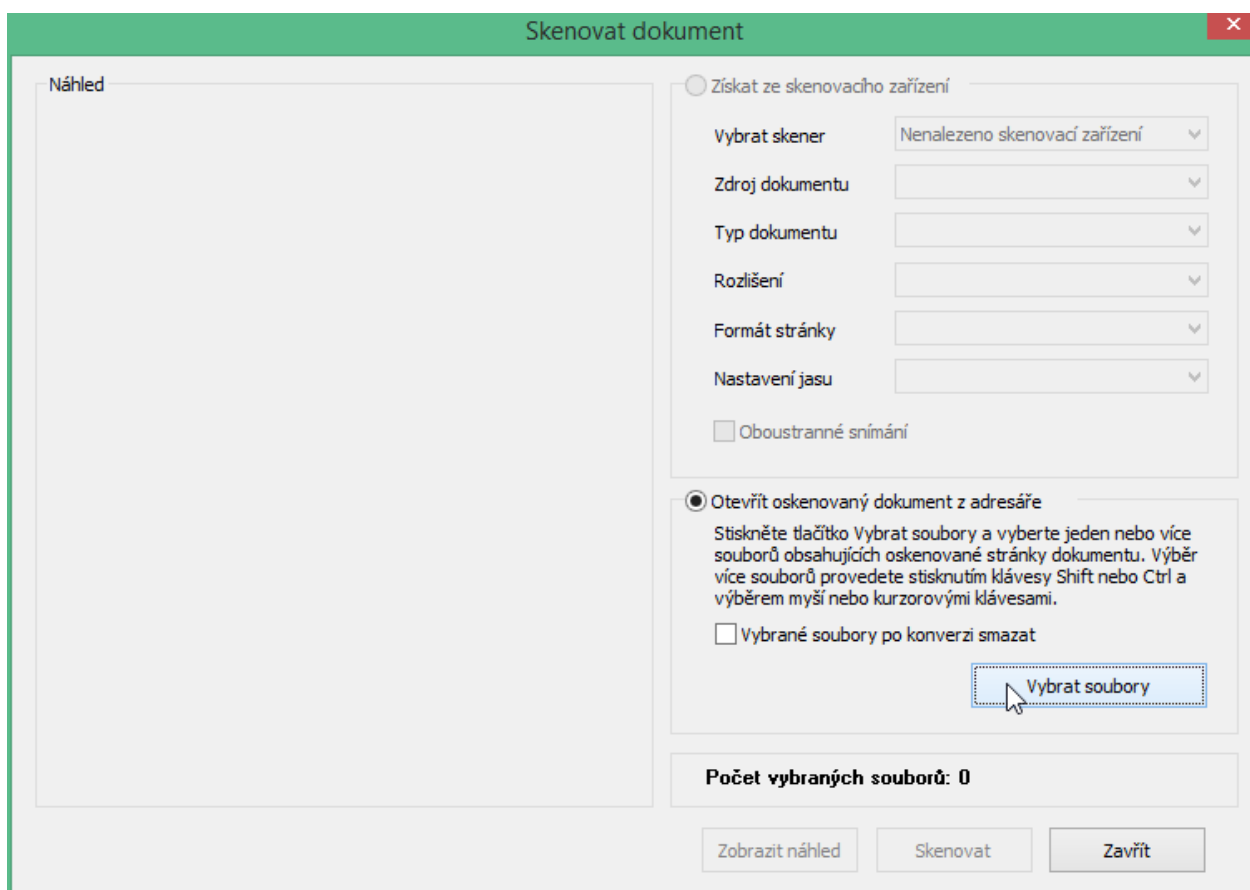 Skenovat dokument
Náhled
Získat ze skenovacího zařízení
Vybrat skener
Nenalezeno skenovací zařízení
Zdroj dokumentu
Typ dokumentu
Rozlišení
Formát stránky
Nastavení jasu
Oboustranné snímání
Otevřít oskenovaný dokument z adresáře
Stiskněte tlačítko Vybrat soubory a vyberte jeden nebo více
souborů obsahujících oskenované stránky dokumentu. Výběr
více souborů provedete stisknutím klávesy Shift nebo Ctrl a
výběrem myší nebo kurzorovými klávesami.
Vybrané soubory po konverzi smazat
Vybrat soubory
Počet vybraných souborů: 0
Zobrazit náhled
Skenovat
Zavřít